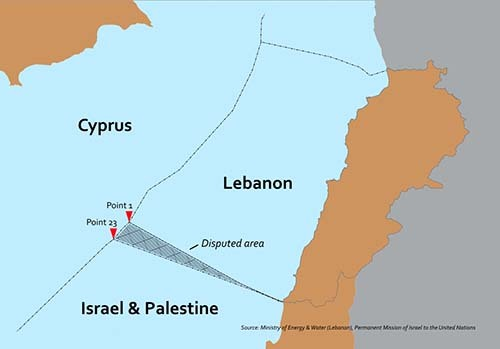 Cyprus
Lebanon
Point 1
Point 23
Disputed area
Israel & Palestine
Source: Ministry of Energy & Water (Lebanon), Permanent Mission of Israel to the United Nations